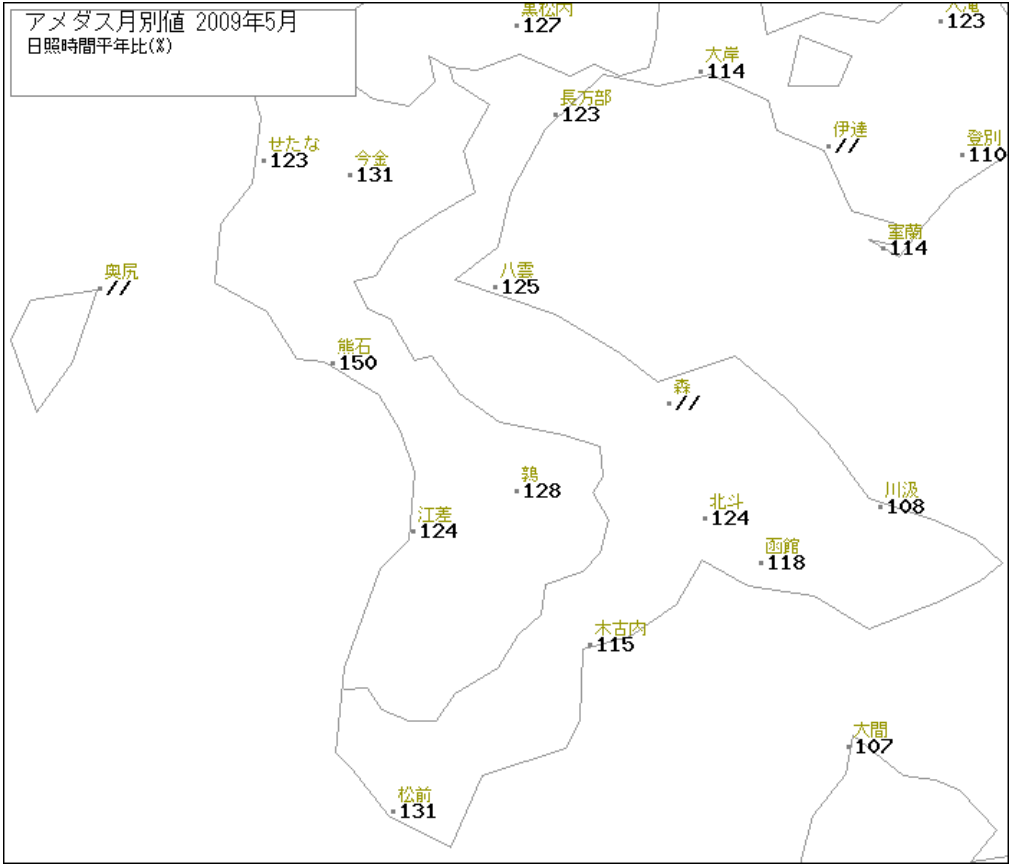 アメダス月別値 2009年5月
日照時間平年比(%)
黒松内
127
大滝
123
大岸
114
長万部
123
伊達
//
登別
110
せたな
123
今金
131
室蘭
114
奥尻
//
八雲
125
熊石
150
森
//
鶉
128
川汲
108
北斗
124
江差
124
函館
118
木古内
115
大間
107
松前
131